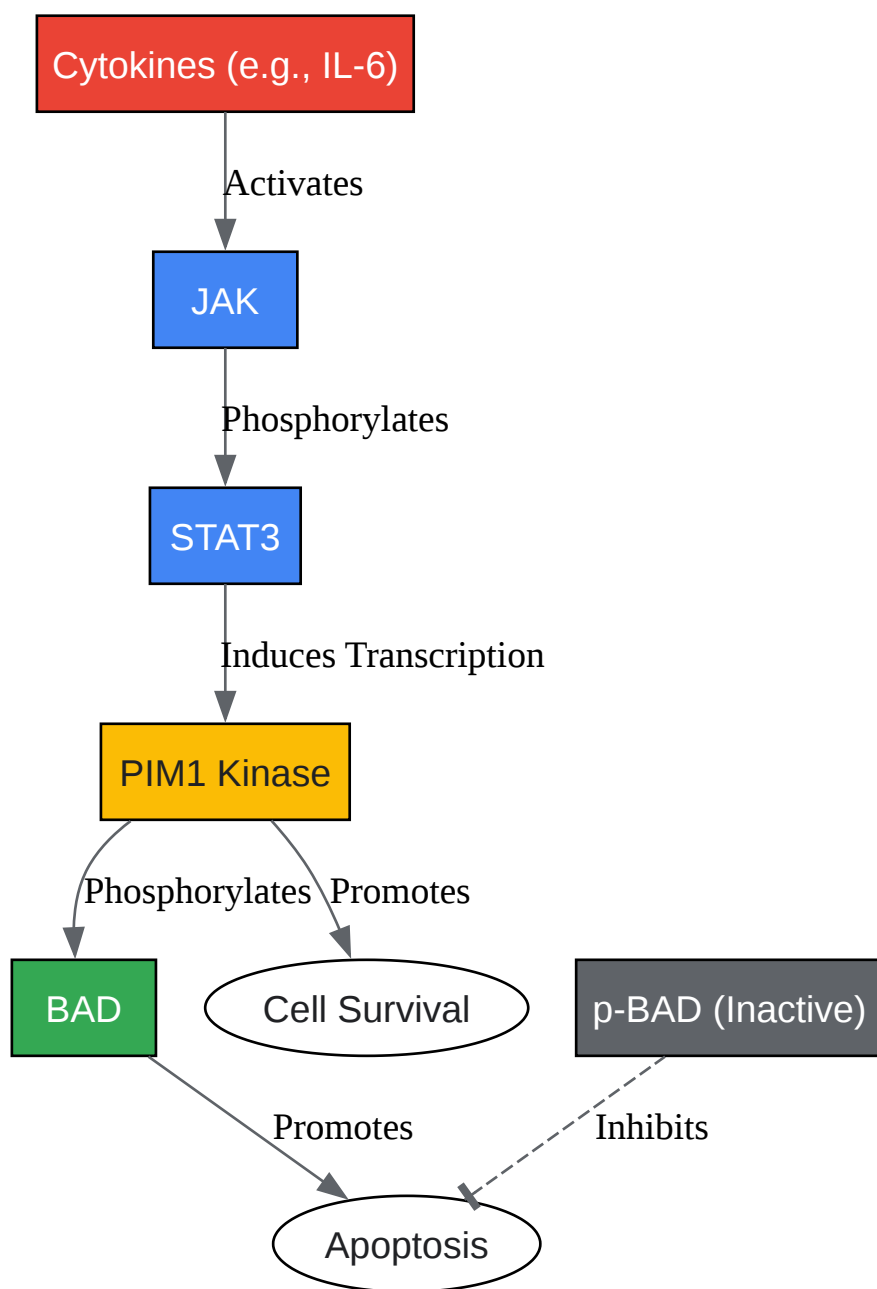 Cytokines (e.g., IL-6)
Activates
JAK
Phosphorylates
STAT3
Induces Transcription
PIM1 Kinase
Phosphorylates
Promotes
BAD
Cell Survival
p-BAD (Inactive)
Promotes
Inhibits
Apoptosis